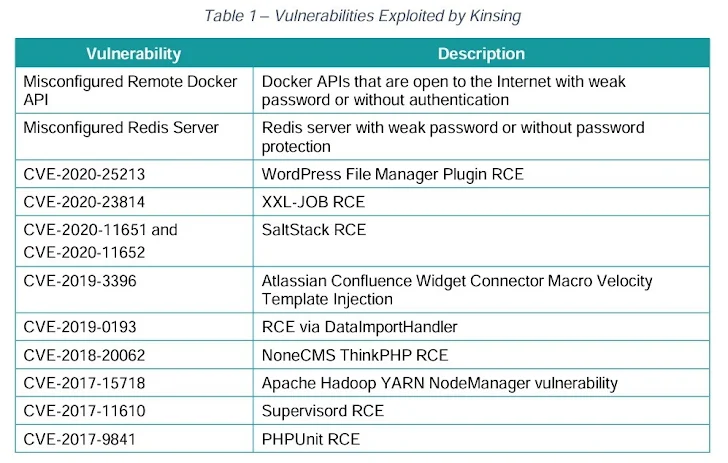 Table 1 – Vulnerabilities Exploited by Kinsing
Vulnerability Description
Misconfigured Remote Docker API
Docker APIs that are open to the Internet with weak password or without authentication
Misconfigured Redis Server
Redis server with weak password or without password protection
CVE-2020-25213 WordPress File Manager Plugin RCE
CVE-2020-23814 XXL-JOB RCE
CVE-2020-11651 and CVE-2020-11652
SaltStack RCE
CVE-2019-3396
Atlassian Confluence Widget Connector Macro Velocity Template Injection
CVE-2019-0193 RCE via DataImportHandler
CVE-2018-20062 NoneCMS ThinkPHP RCE
CVE-2017-15718 Apache Hadoop YARN NodeManager vulnerability
CVE-2017-11610 Supervisord RCE
CVE-2017-9841 PHPUnit RCE